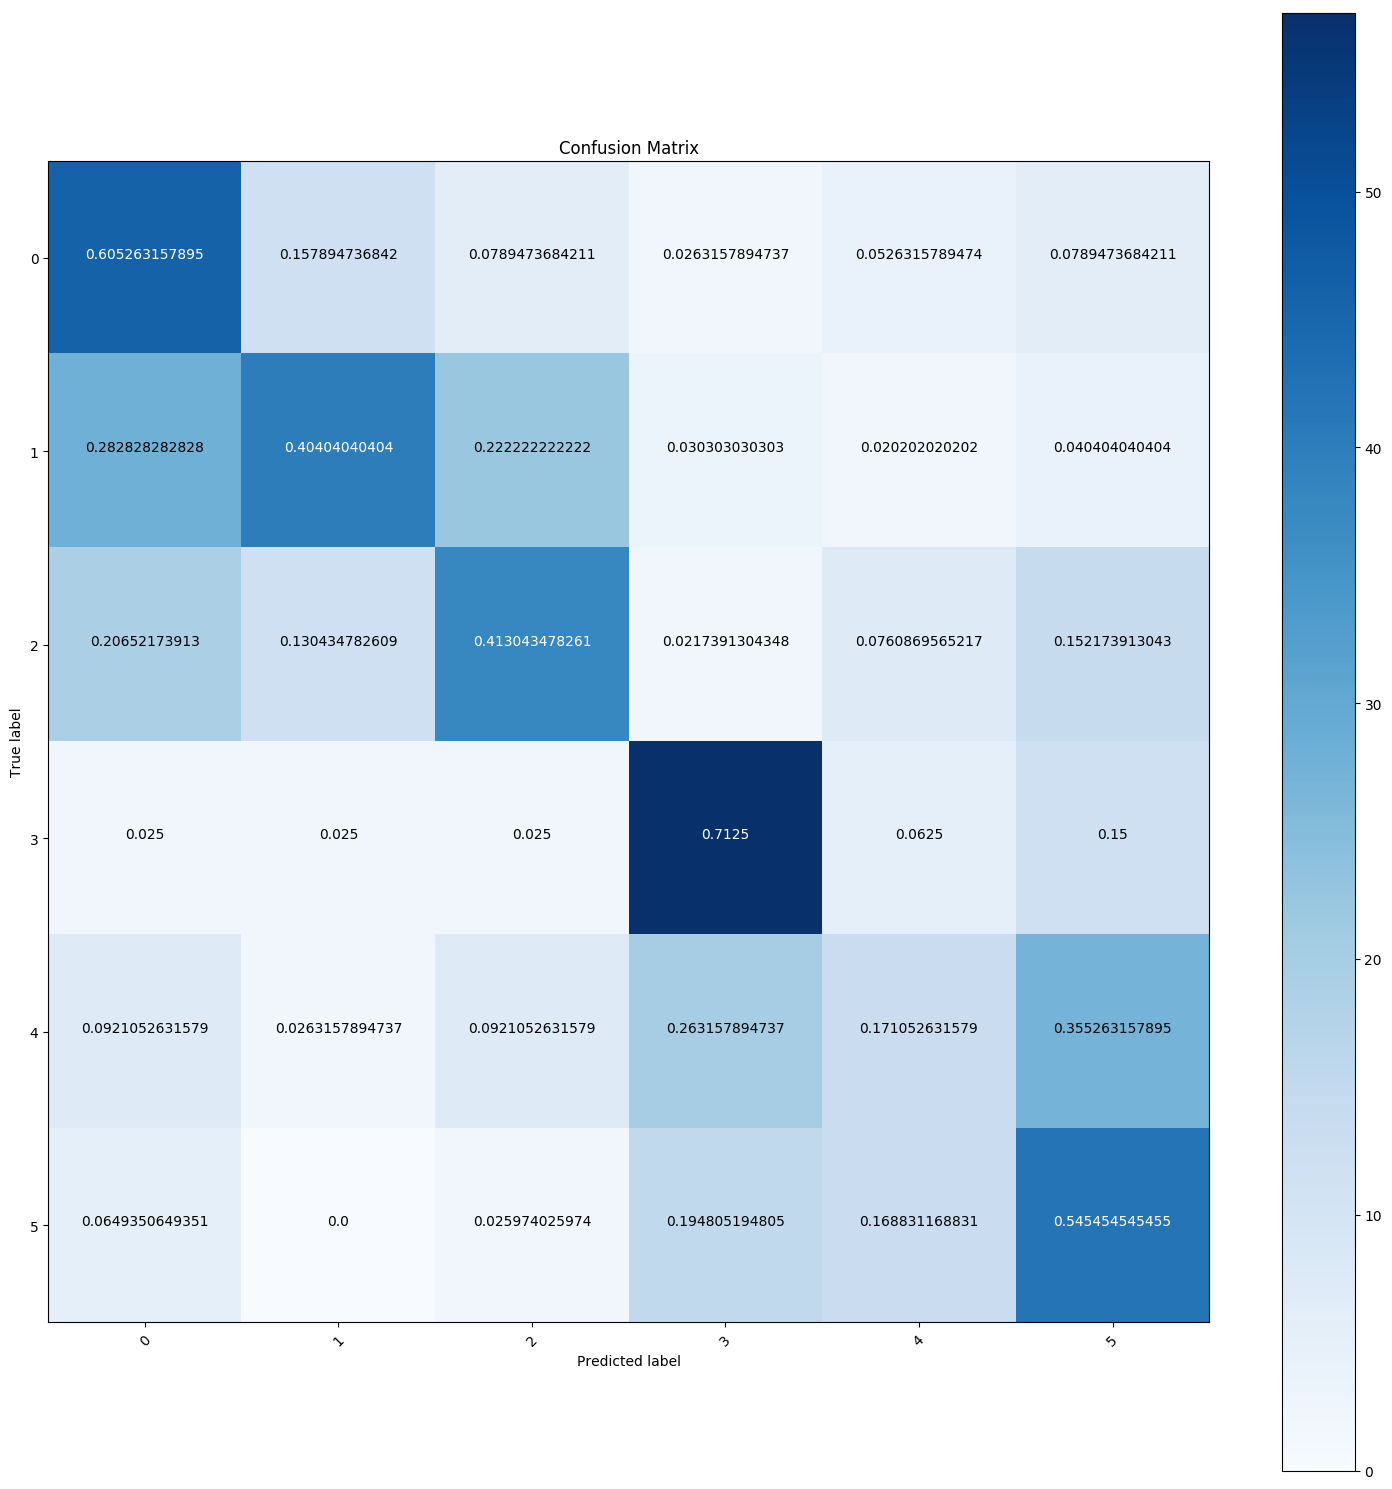 Confusion Matrix
0 0.605263157895 0.157894736842 0.0789473684211 0.0263157894737 0.0526315789474 0.0789473684211
1 0.282828282828 0.40404040404 0.222222222222 0.030303030303 0.020202020202 0.040404040404
2 0.20652173913 0.130434782609 0.413043478261 0.0217391304348 0.0760869565217 0.152173913043
3 0.025 0.025 0.025 0.7125 0.0625 0.15
4 0.0921052631579 0.0263157894737 0.0921052631579 0.263157894737 0.171052631579 0.355263157895
5 0.0649350649351 0.0 0.025974025974 0.194805194805 0.168831168831 0.545454545455
True label
0 1 2 3 4 5
Predicted label
50
40
30
20
10
0